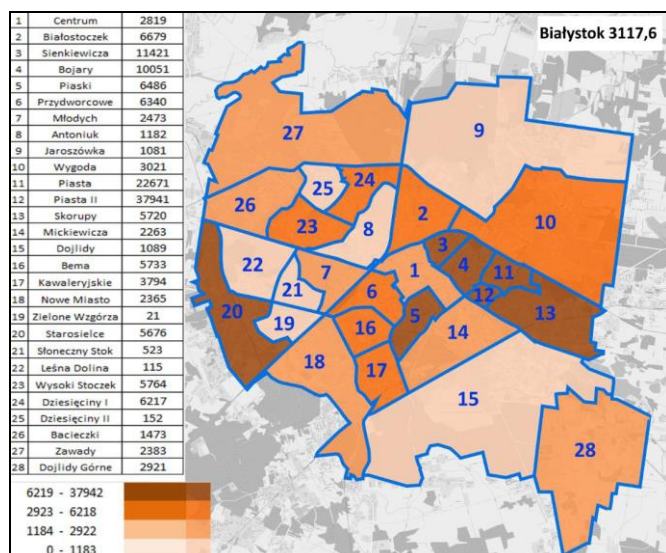 1 Centrum 2819
2 Białostoczek 6679
3 Sienkiewicza 11421
4 Bojary 10051
5 Piaski 6486
6 Przydworcowe 6340
7 Młodych 2473
8 Antoniuk 1182
9 Jaroszówka 1081
10 Wygoda 3021
11 Piasta 22671
12 Piasta II 37941
13 Skorupy 5720
14 Mickiewicza 2263
15 Dojlidy 1089
16 Bema 5733
17 Kawaleryjskie 3794
18 Nowe Miasto 2365
19 Zielone Wzgórza 21
20 Starosielce 5676
21 Słoneczny Stok 523
22 Leśna Dolina 115
23 Wysoki Stoczek 5764
24 Dziesięciny I 6217
25 Dziesięciny II 152
26 Bacieczki 1473
27 Zawady 2383
28 Dojlidy Górne 2921
6219 - 37942
2923 - 6218
1184 - 2922
0 - 1183
Białystok 3117,6
27
9
25
24
26
2
10
23
8
3
22
7
1
4
11
21
6
12
20
19
5
13
16
14
18
17
15
28